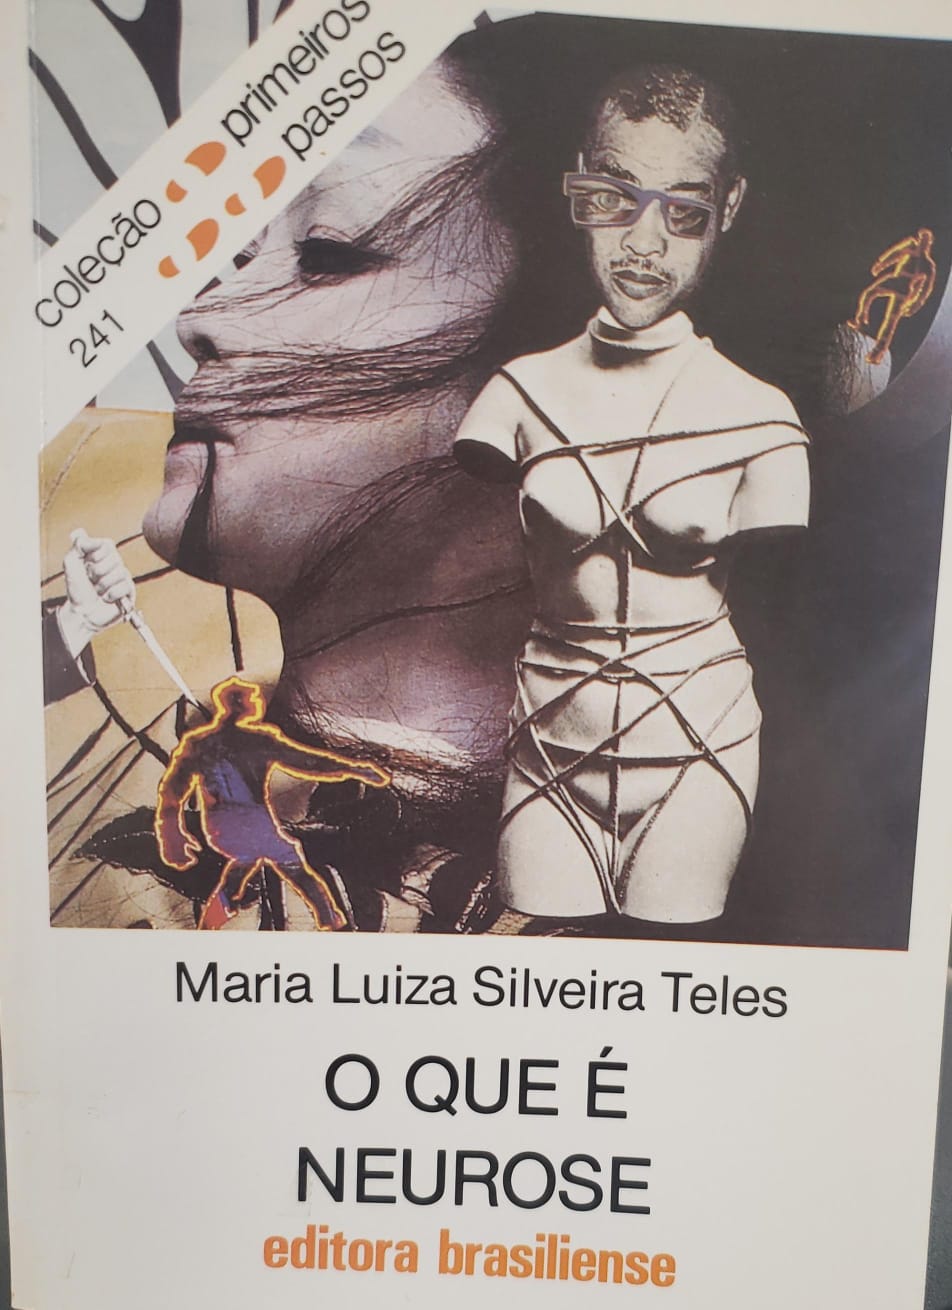 coleção primeiros
241 passos
Maria Luiza Silveira Teles
O QUE É
NEUROSE
editora brasiliense